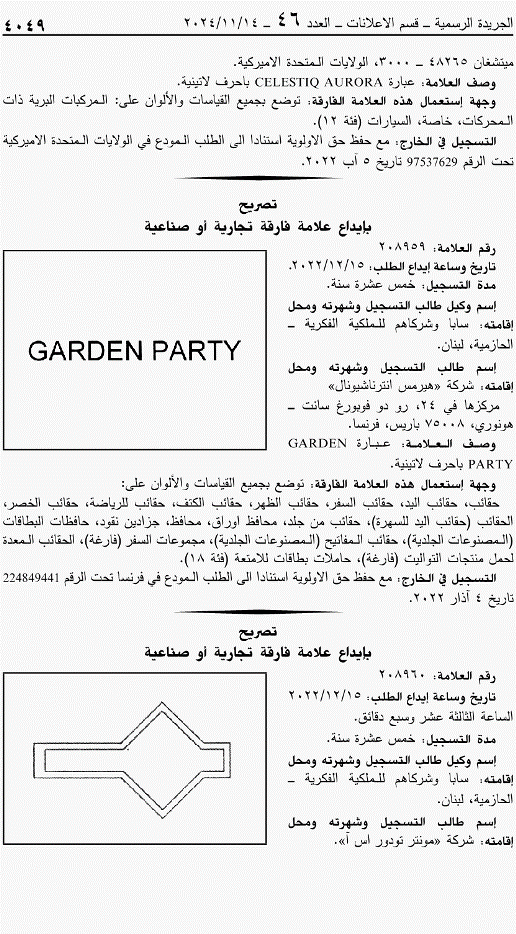 الجريدة الرسمية ــ قسم الاعلانات ــ العدد ٤٦ ــ ٢٠٢٤/١١/١٤
٤٠٤٩
ميتشغان ٤٨٢٦٥ ــ ٣٠٠٠، الولايات المتحدة الاميركية.
وصف العلامة: عبارة CELESTIQ AURORA باحرف لاتينية.
وجهة إستعمال هذه العلامة الفارقة: توضع بجميع القياسات والألوان على: المركبات البرية ذات
المحركات، خاصة، السيارات (فئة ١٢).
التسجيل في الخارج: مع حفظ حق الاولوية استنادا الى الطلب المودع في الولايات المتحدة الاميركية
تحت الرقم 97537629 تاريخ ٥ آب ٢٠٢٢.
تصريح
بإيداع علامة فارقة تجارية أو صناعية
رقم العلامة: ٢٠٨٩٥٩
تاريخ وساعة إيداع الطلب: ٢٠٢٢/١٢/١٥.
مدة التسجيل: خمس عشرة سنة.
إسم وكيل طالب التسجيل وشهرته ومحل
إقامته: سابا وشركاهم للملكية الفكرية ــ
الحازمية، لبنان.
إسم طالب التسجيل وشهرته ومحل
إقامته: شركة «هيرمس انترناشيونال»
مركزها في ٢٤، رو دو فوبورغ سانت ــ
هونوري، ٧٥٠٠٨ باريس، فرنسا.
وصف العلامة: عبارة GARDEN
PARTY باحرف لاتينية.
GARDEN PARTY
وجهة إستعمال هذه العلامة الفارقة: توضع بجميع القياسات والألوان على:
حقائب، حقائب اليد، حقائب السفر، حقائب الظهر، حقائب الكتف، حقائب للرياضة، حقائب الخصر،
الحقائب (حقائب اليد للسهرة)، حقائب من جلد، محافظ اوراق، محافظ، جزادين نقود، حافظات البطاقات
(المصنوعات الجلدية)، حقائب المفاتيح (المصنوعات الجلدية)، مجموعات السفر (فارغة)، الحقائب المعدة
لحمل منتجات التواليت (فارغة)، حاملات بطاقات للامتعة (فئة ١٨).
التسجيل في الخارج: مع حفظ حق الاولوية استنادا الى الطلب المودع في فرنسا تحت الرقم 224849441
تاريخ ٤ آذار ٢٠٢٢.
تصريح
بإيداع علامة فارقة تجارية أو صناعية
رقم العلامة: ٢٠٨٩٦٠
تاريخ وساعة إيداع الطلب: ٢٠٢٢/١٢/١٥
الساعة الثالثة عشر وسبع دقائق.
مدة التسجيل: خمس عشرة سنة.
إسم وكيل طالب التسجيل وشهرته ومحل
إقامته: سابا وشركاهم للملكية الفكرية ــ
الحازمية، لبنان.
إسم طالب التسجيل وشهرته ومحل
إقامته: شركة «مونتر تودور اس آ».